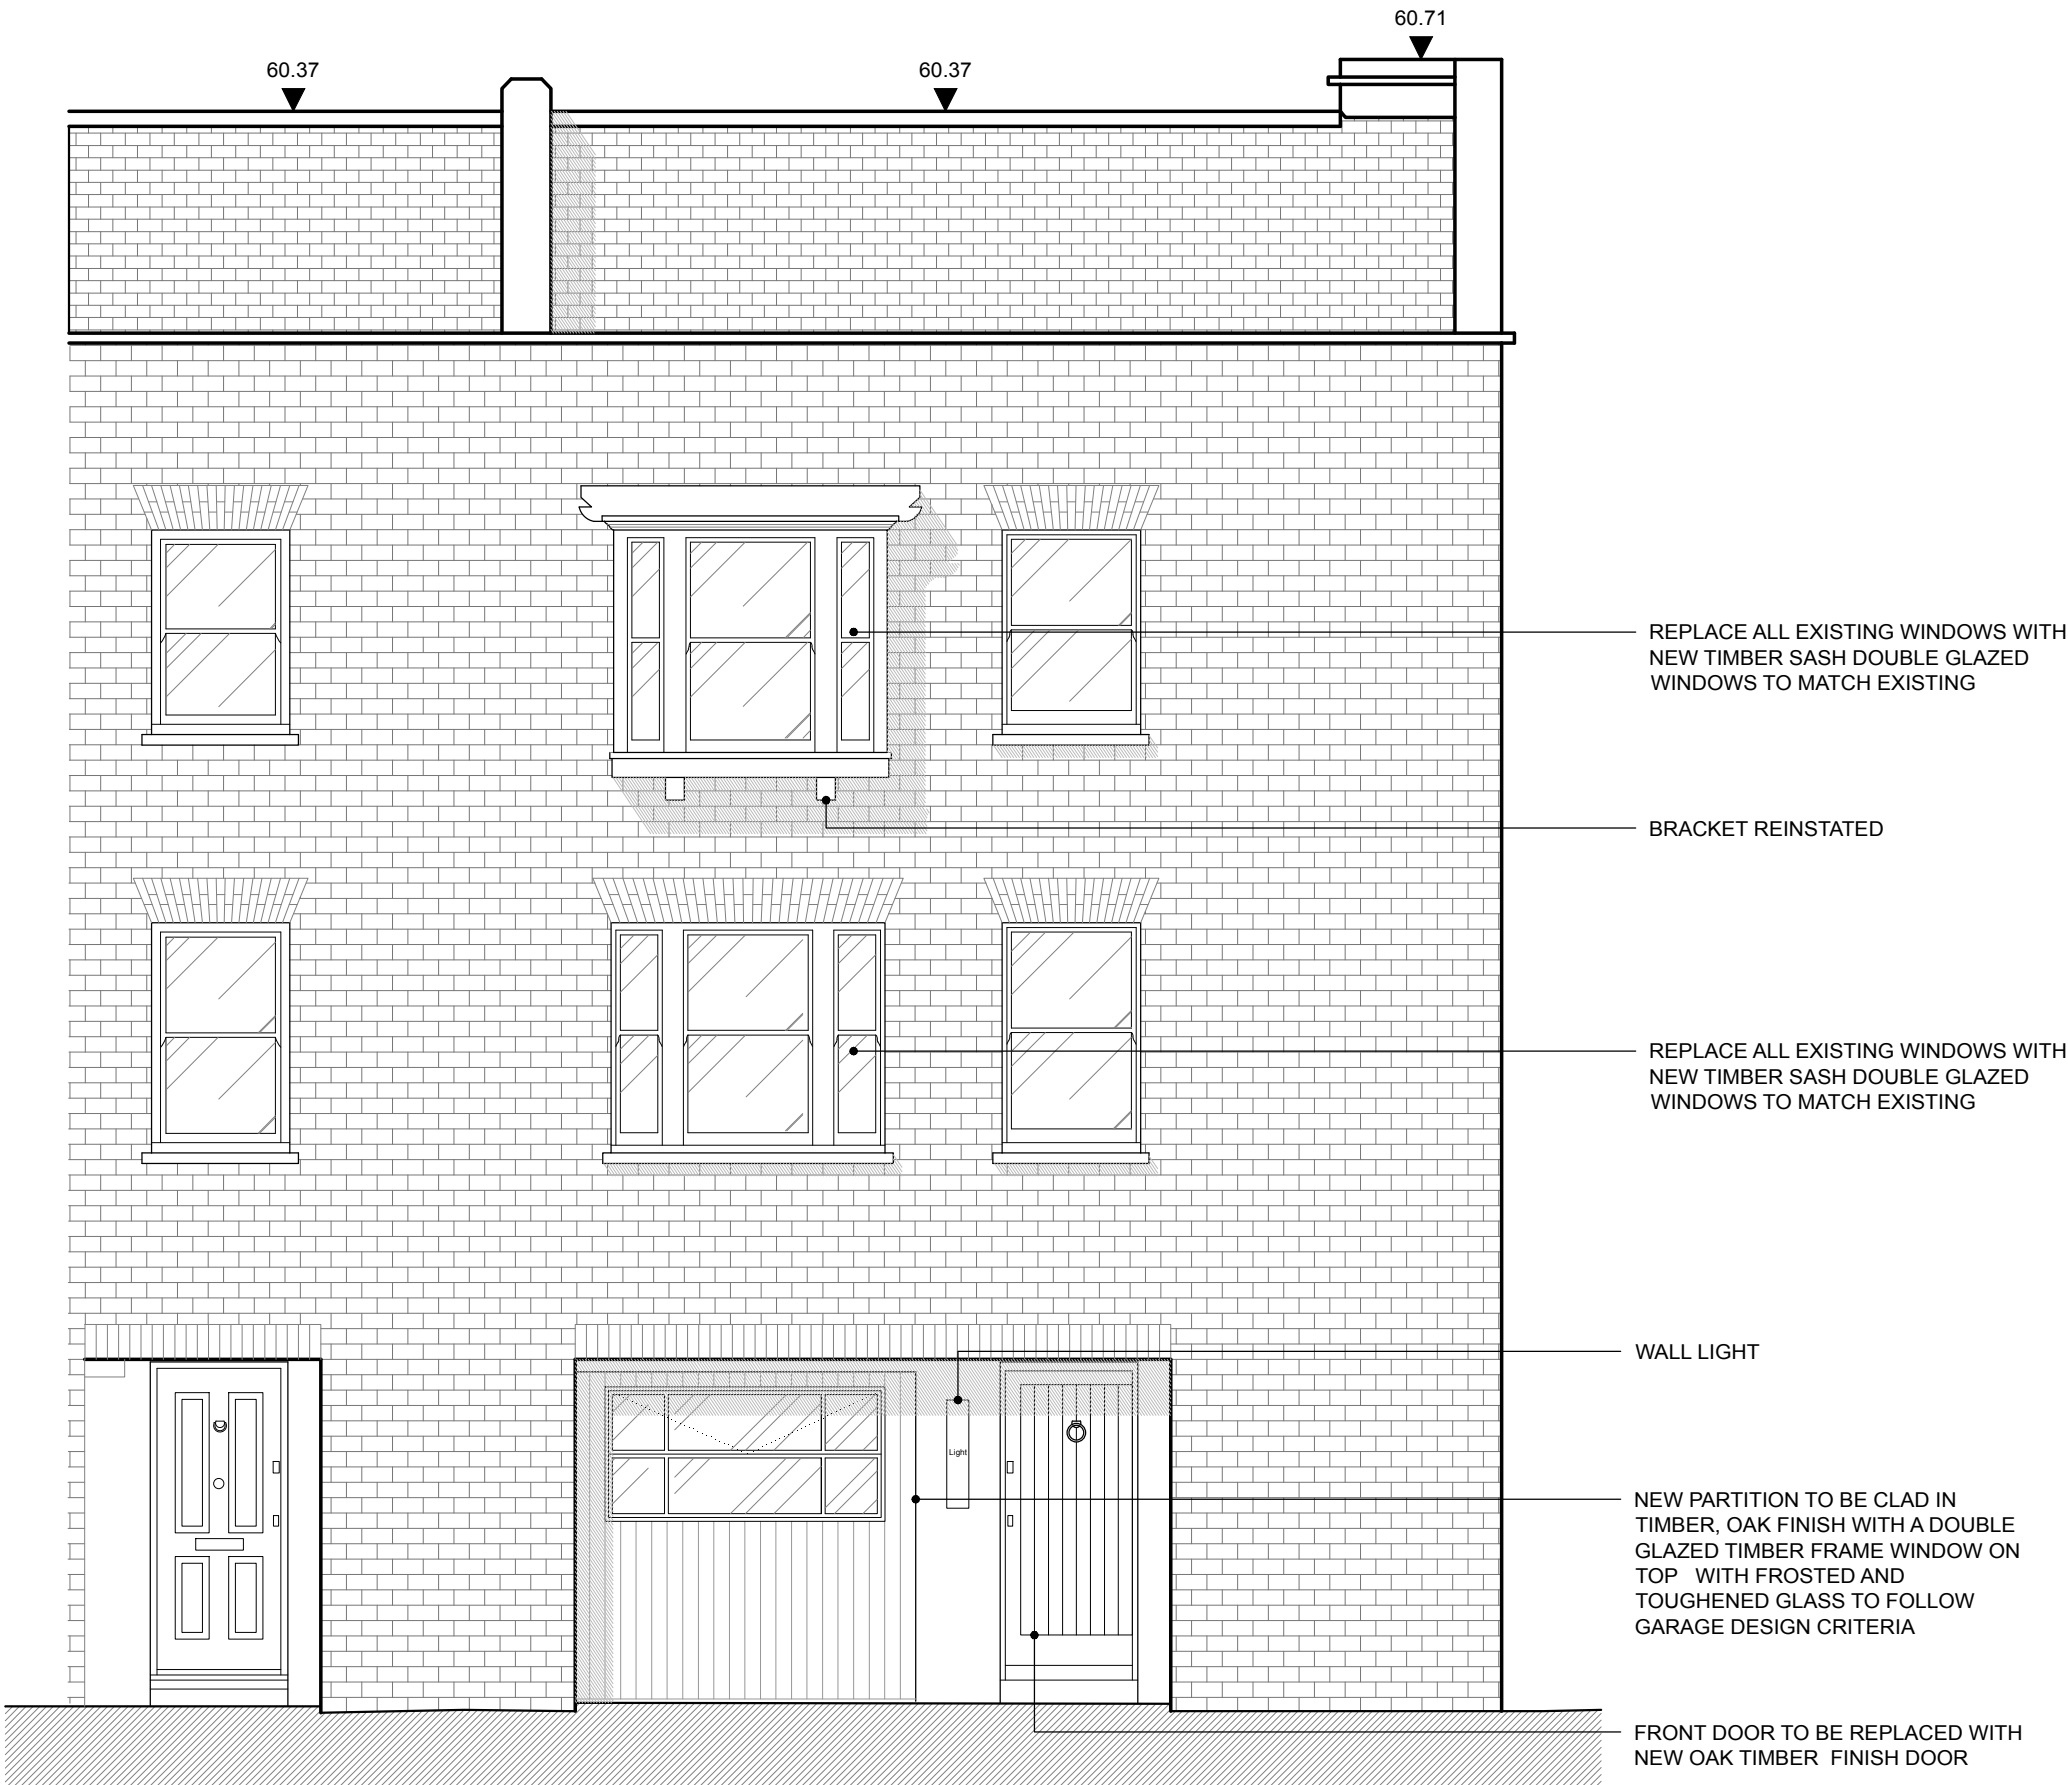 60.71
60.37
60.37
REPLACE ALL EXISTING WINDOWS WITH
NEW TIMBER SASH DOUBLE GLAZED
WINDOWS TO MATCH EXISTING
BRACKET REINSTATED
REPLACE ALL EXISTING WINDOWS WITH
NEW TIMBER SASH DOUBLE GLAZED
WINDOWS TO MATCH EXISTING
WALL LIGHT
Light
NEW PARTITION TO BE CLAD IN
TIMBER, OAK FINISH WITH A DOUBLE
GLAZED TIMBER FRAME WINDOW ON
TOP WITH FROSTED AND
TOUGHENED GLASS TO FOLLOW
GARAGE DESIGN CRITERIA
FRONT DOOR TO BE REPLACED WITH
NEW OAK TIMBER FINISH DOOR